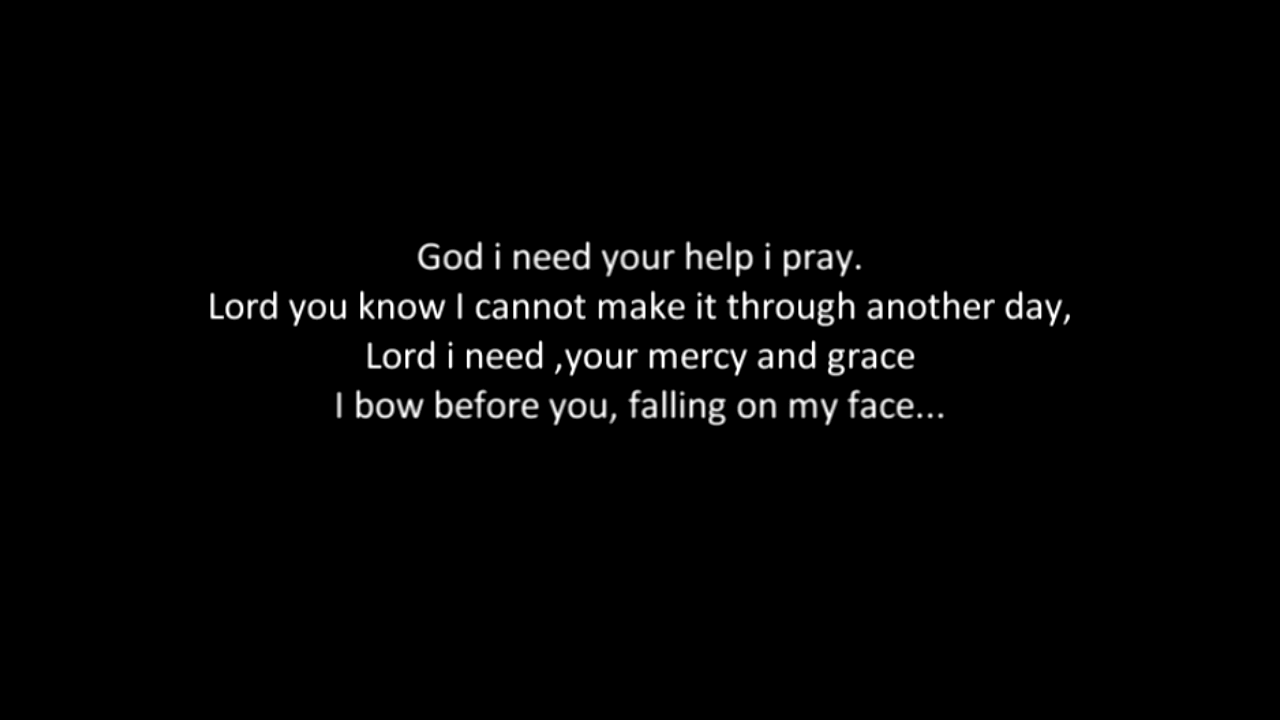 God i need your help i pray.
Lord you know I cannot make it through another day,
Lord i need ,your mercy and grace
I bow before you, falling on my face...